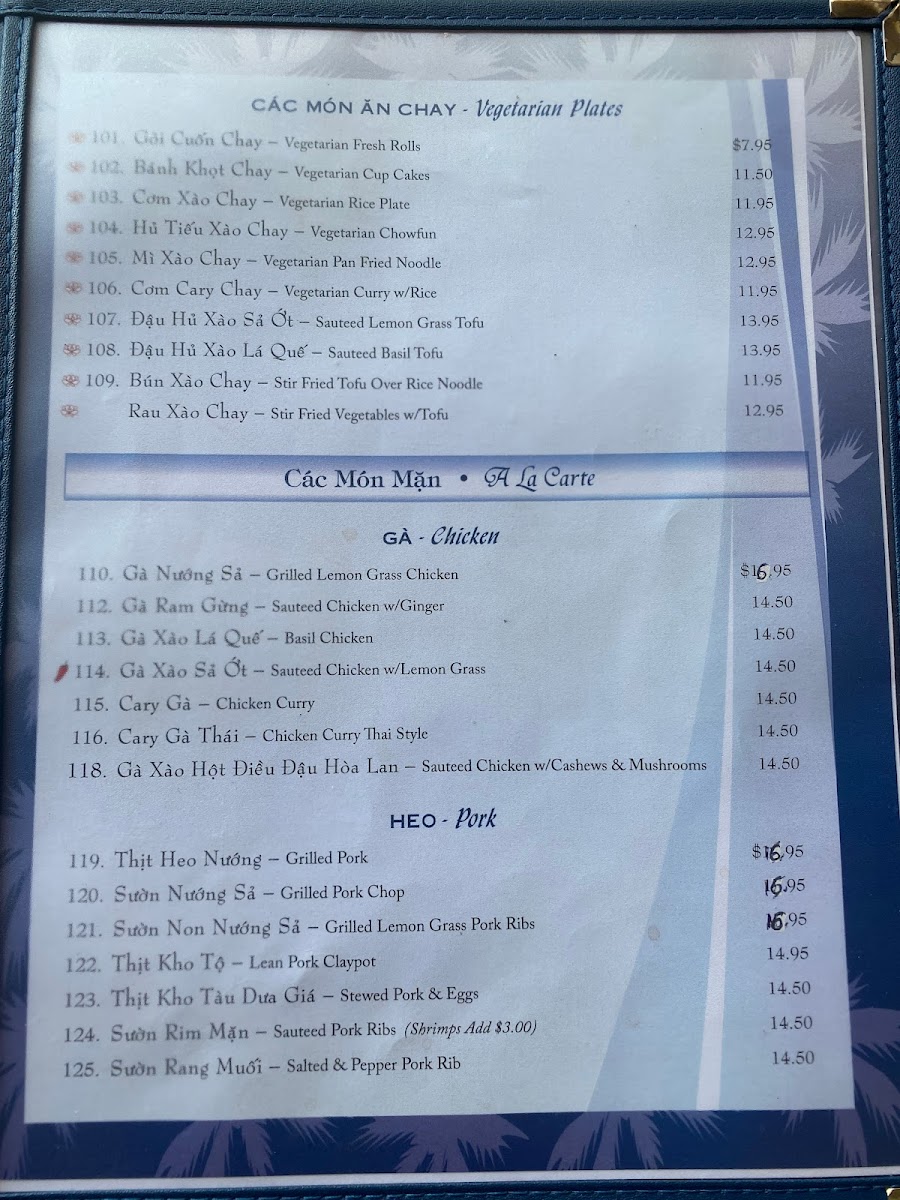 CÁC MÓN ĂN CHAY - Vegetarian Plates
101. Gỏi Cuốn Chay – Vegetarian Fresh Rolls $7.95
102. Bánh Khọt Chay – Vegetarian Cup Cakes 11.50
103. Cơm Xào Chay – Vegetarian Rice Plate 11.95
104. Hủ Tiếu Xào Chay – Vegetarian Chowfun 12.95
105. Mì Xào Chay – Vegetarian Pan Fried Noodle 12.95
106. Cơm Cary Chay – Vegetarian Curry w/Rice 11.95
107. Đậu Hủ Xào Sả Ớt – Sauteed Lemon Grass Tofu 13.95
108. Đậu Hủ Xào Lá Quế – Sauteed Basil Tofu 13.95
109. Bún Xào Chay – Stir Fried Tofu Over Rice Noodle 11.95
Rau Xào Chay – Stir Fried Vegetables w/Tofu 12.95
Các Món Mặn • A La Carte
GÀ - Chicken
110. Gà Nướng Sả – Grilled Lemon Grass Chicken $16.95
112. Gà Ram Gừng – Sauteed Chicken w/Ginger 14.50
113. Gà Xào Lá Quế – Basil Chicken 14.50
114. Gà Xào Sả Ớt – Sauteed Chicken w/Lemon Grass 14.50
115. Cary Gà – Chicken Curry 14.50
116. Cary Gà Thái – Chicken Curry Thai Style 14.50
118. Gà Xào Hột Điều Đậu Hòa Lan – Sauteed Chicken w/Cashews & Mushrooms 14.50
HEO - Pork
119. Thịt Heo Nướng – Grilled Pork $16.95
120. Sườn Nướng Sả – Grilled Pork Chop 16.95
121. Sườn Non Nướng Sả – Grilled Lemon Grass Pork Ribs 16.95
122. Thịt Kho Tộ – Lean Pork Claypot 14.95
123. Thịt Kho Tàu Dưa Giá – Stewed Pork & Eggs 14.50
124. Sườn Rim Mặn – Sauteed Pork Ribs (Shrimps Add $3.00) 14.50
125. Sườn Rang Muối – Salted & Pepper Pork Rib 14.50